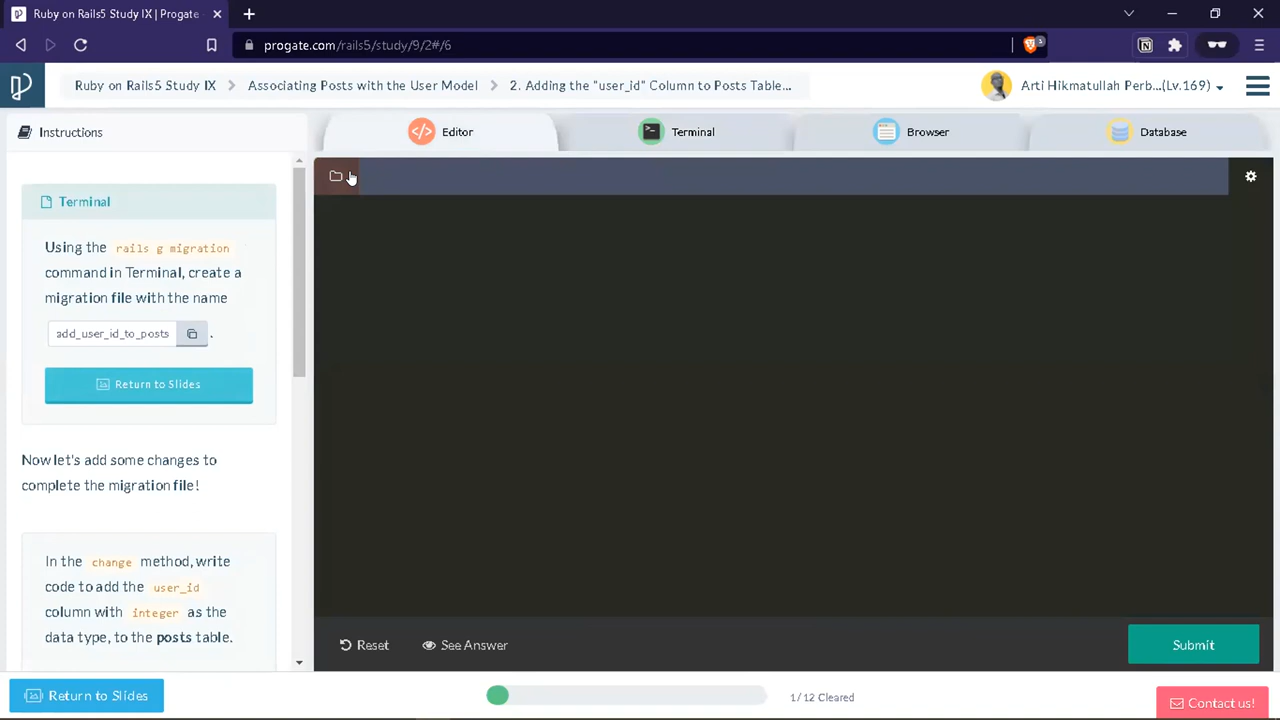 Ruby on Rails5 Study IX | Progate
progate.com/rails5/study/9/2#/6
3
Ruby on Rails5 Study IX
Associating Posts with the User Model
2. Adding the "user_id" Column to Posts Table...
Arti Hikmatullah Perb...(Lv.169)
Instructions
Editor
Terminal
Browser
Database
Terminal
Using the rails g migration
command in Terminal, create a
migration file with the name
add_user_id_to_posts .
Return to Slides
Now let's add some changes to
complete the migration file!
In the change method, write
code to add the user_id
column with integer as the
data type, to the posts table.
Reset
See Answer
Submit
Return to Slides
1/12 Cleared
Contact us!